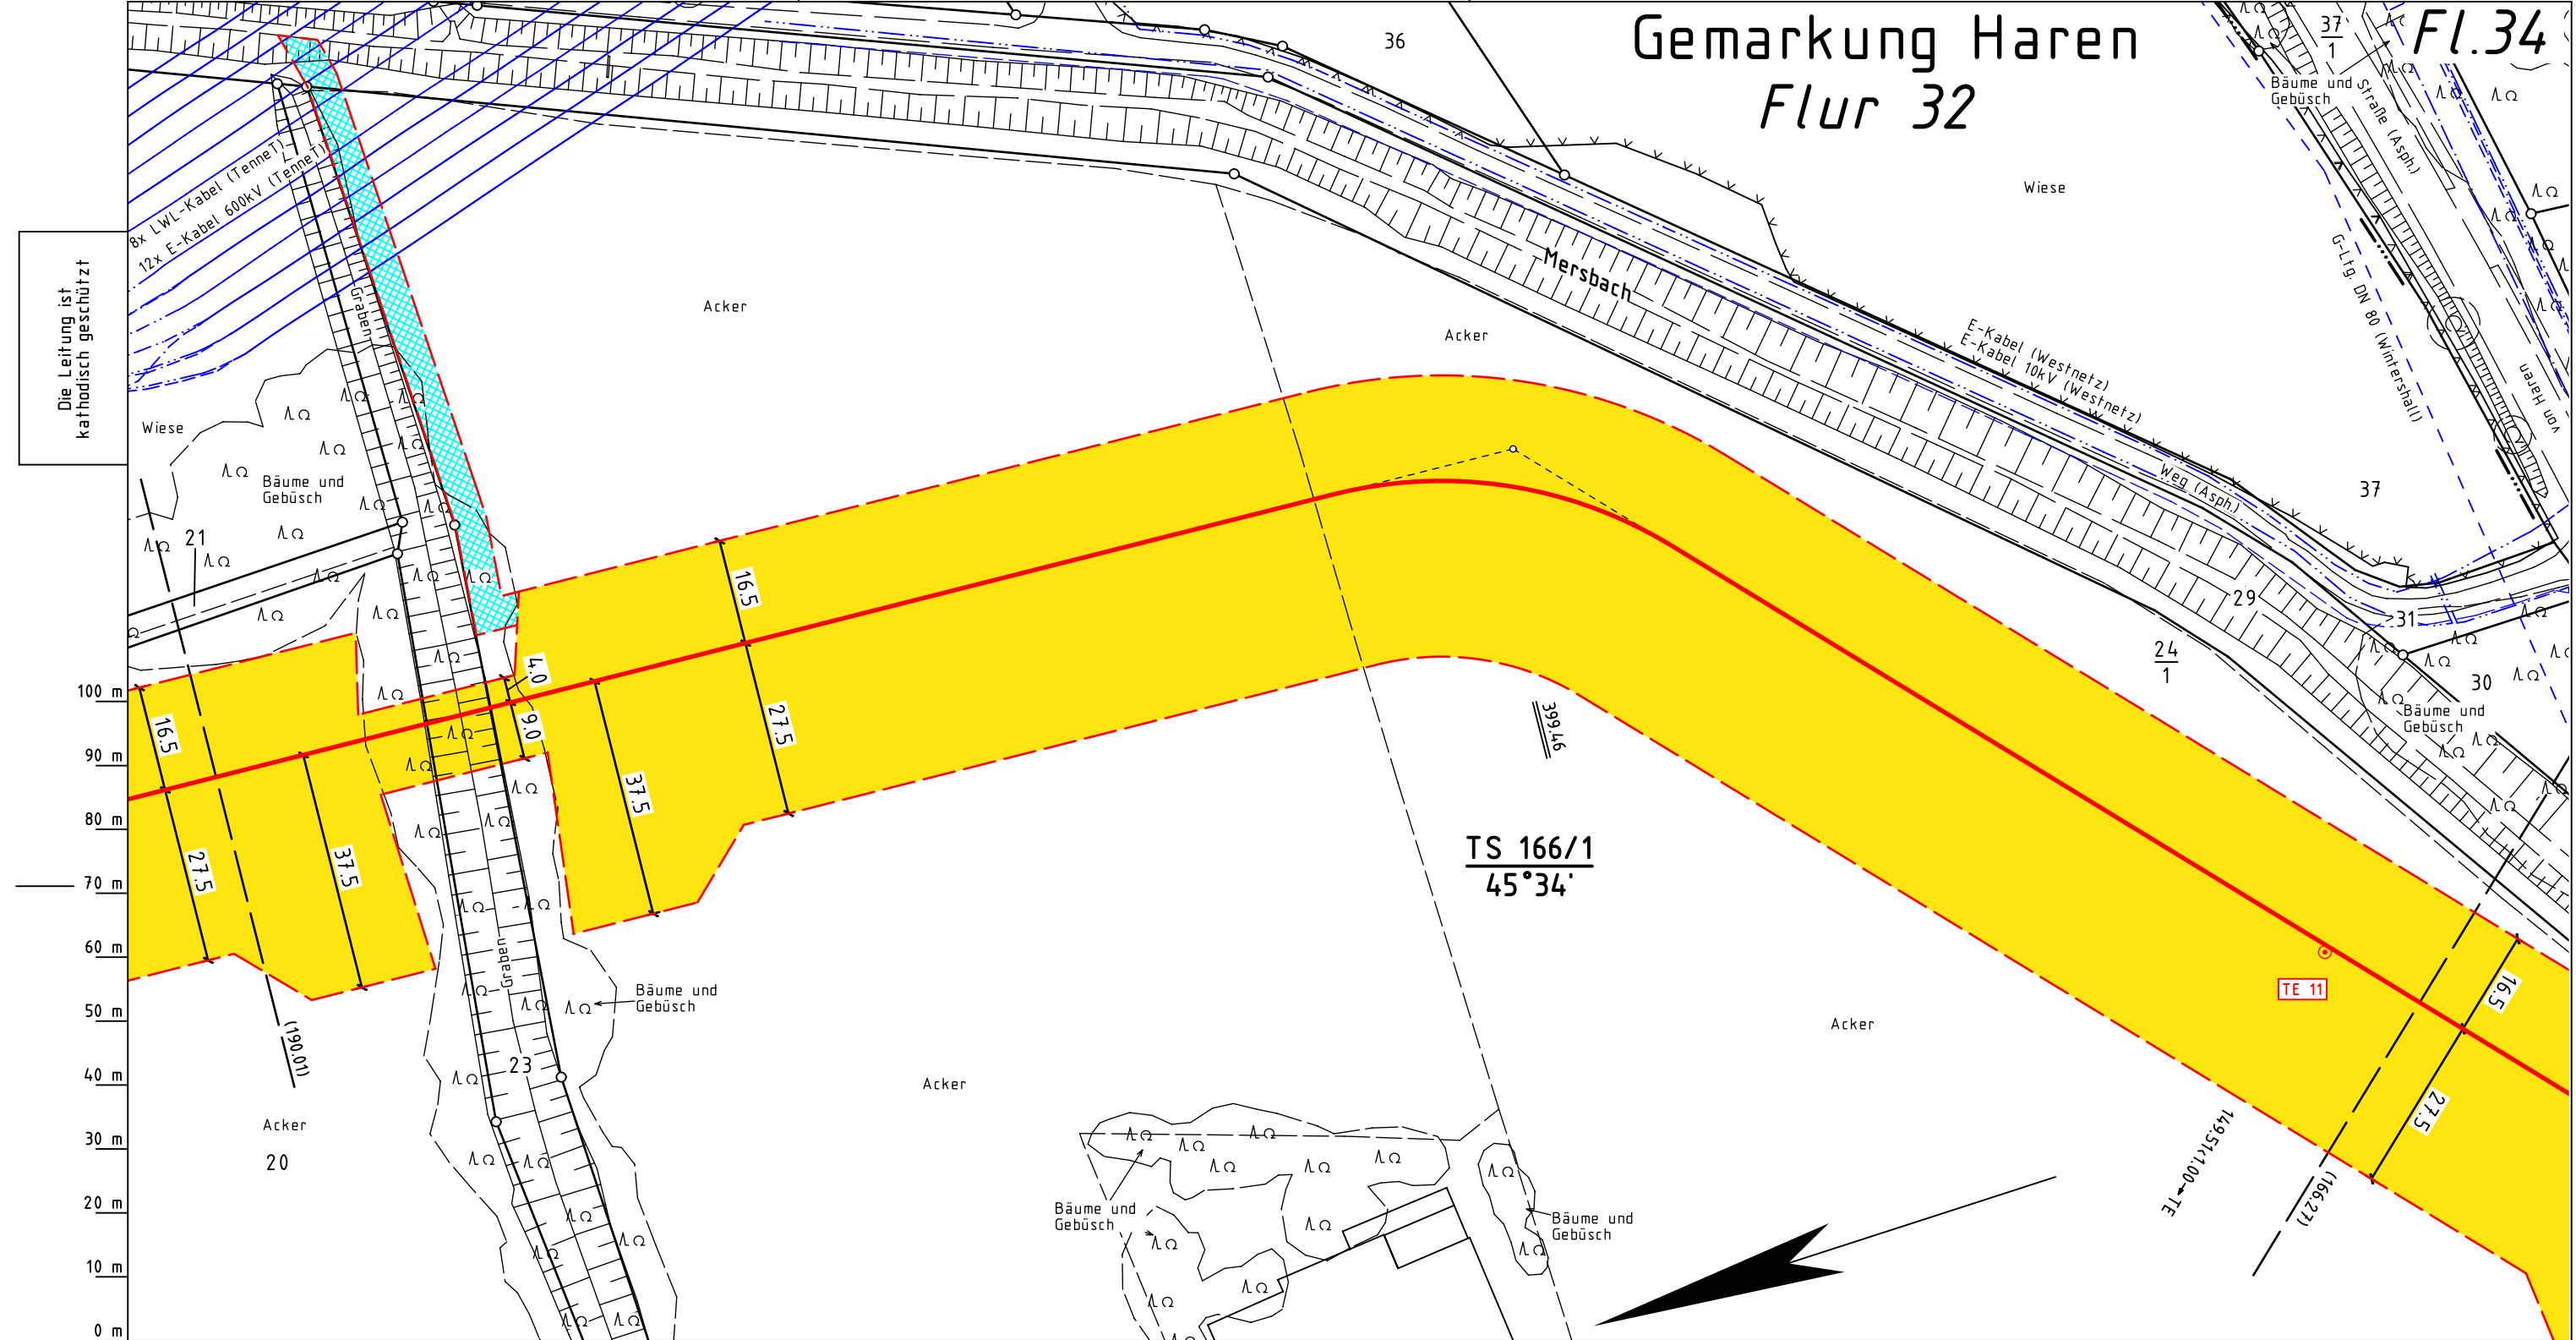 Gemarkung Haren
Flur 32
Fl.34
36
37
1
Bäume und
Gebüsch
Straße (Asph.)
Wiese
8x LWL-Kabel (TenneT)
12x E-Kabel 600kV (TenneT)
Die Leitung ist
kathodisch geschützt
Graben
Acker
Acker
Mersbach
E-Kabel (Westnetz)
E-Kabel 10kV (Westnetz)
G-Ltg. DN 80 (Wintershall)
von Haren
Wiese
Bäume und
Gebüsch
21
Weg (Asph.)
37
16.5
29
31
24
1
30
Bäume und
Gebüsch
4.0
9.0
16.5
27.5
37.5
27.5
37.5
399.46
100 m
90 m
80 m
70 m
60 m
50 m
40 m
30 m
20 m
10 m
0 m
TS 166/1
45°34'
Graben
Bäume und
Gebüsch
TE 11
16.5
27.5
Acker
Acker
(190.01)
23
Acker
20
149.51<1.00→TE
(166.27)
Bäume und
Gebüsch
Bäume und
Gebüsch